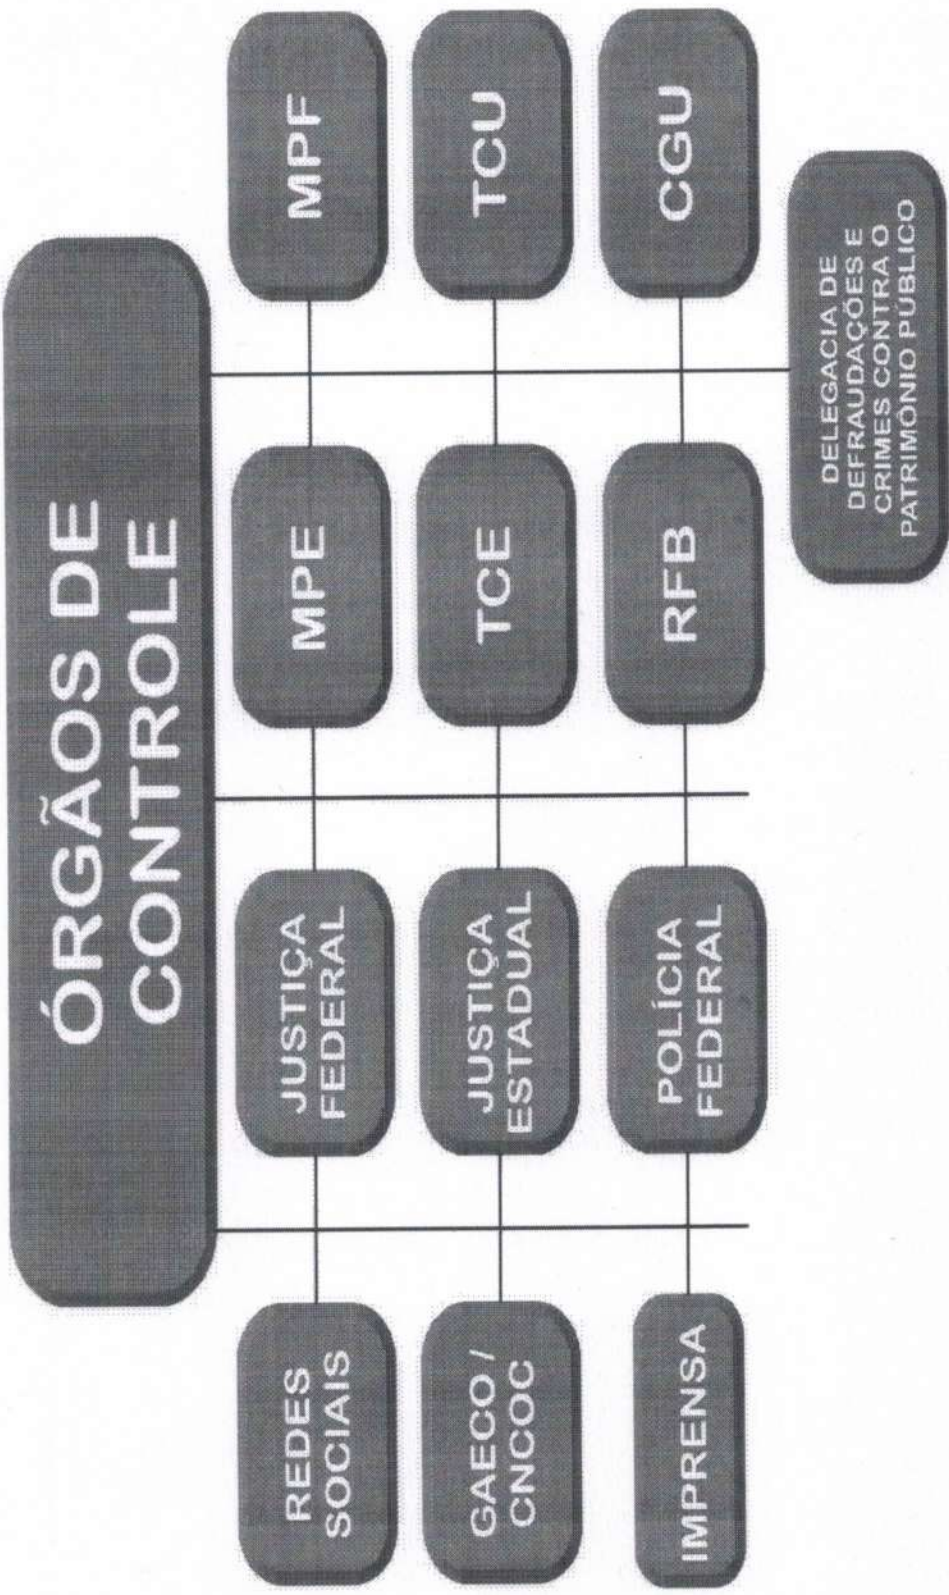 ÓRGÃOS DE
CONTROLE
REDES
SOCIAIS
JUSTIÇA
FEDERAL
MPE
MPF
GAECO /
CNCOC
JUSTIÇA
ESTADUAL
TCE
TCU
IMPRENSA
POLÍCIA
FEDERAL
RFB
CGU
DELEGACIA DE
DEFRAUDAÇÕES E
CRIMES CONTRA O
PATRIMÔNIO PÚBLICO